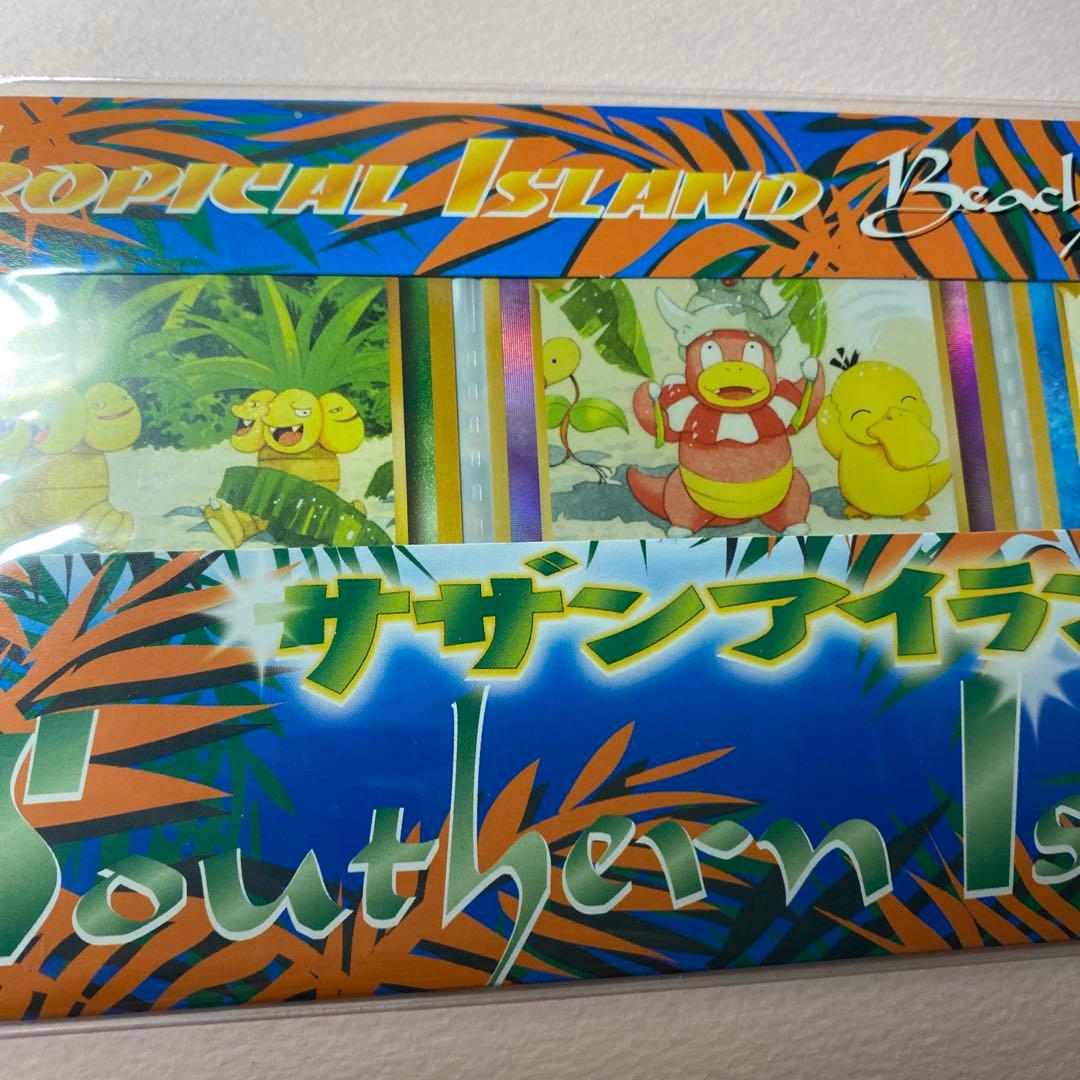 ROPICAL ISLAND Beach
サザンアイラ
Southern Is